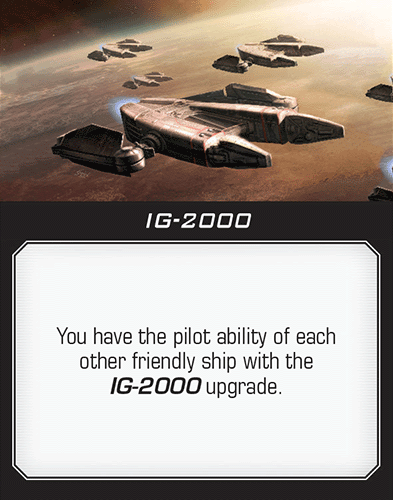 IG-2000
You have the pilot ability of each
other friendly ship with the
IG-2000 upgrade.